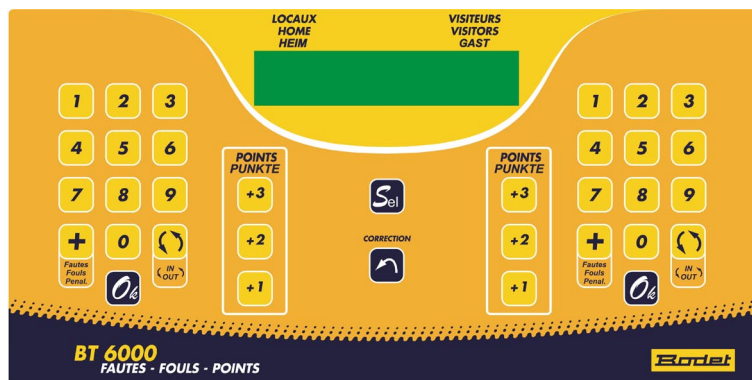 LOCAUX
HOME
HEIM
VISITEURS
VISITORS
GAST
1 2 3
4 5 6
7 8 9
+ 0
Fautes
Fouls
Penal.
Ok
IN
OUT
POINTS
PUNKTE
+3
+2
+1
Sel
CORRECTION
POINTS
PUNKTE
+3
+2
+1
1 2 3
4 5 6
7 8 9
+ 0
Fautes
Fouls
Penal.
Ok
IN
OUT
BT 6000
FAUTES - FOULS - POINTS
Bodet